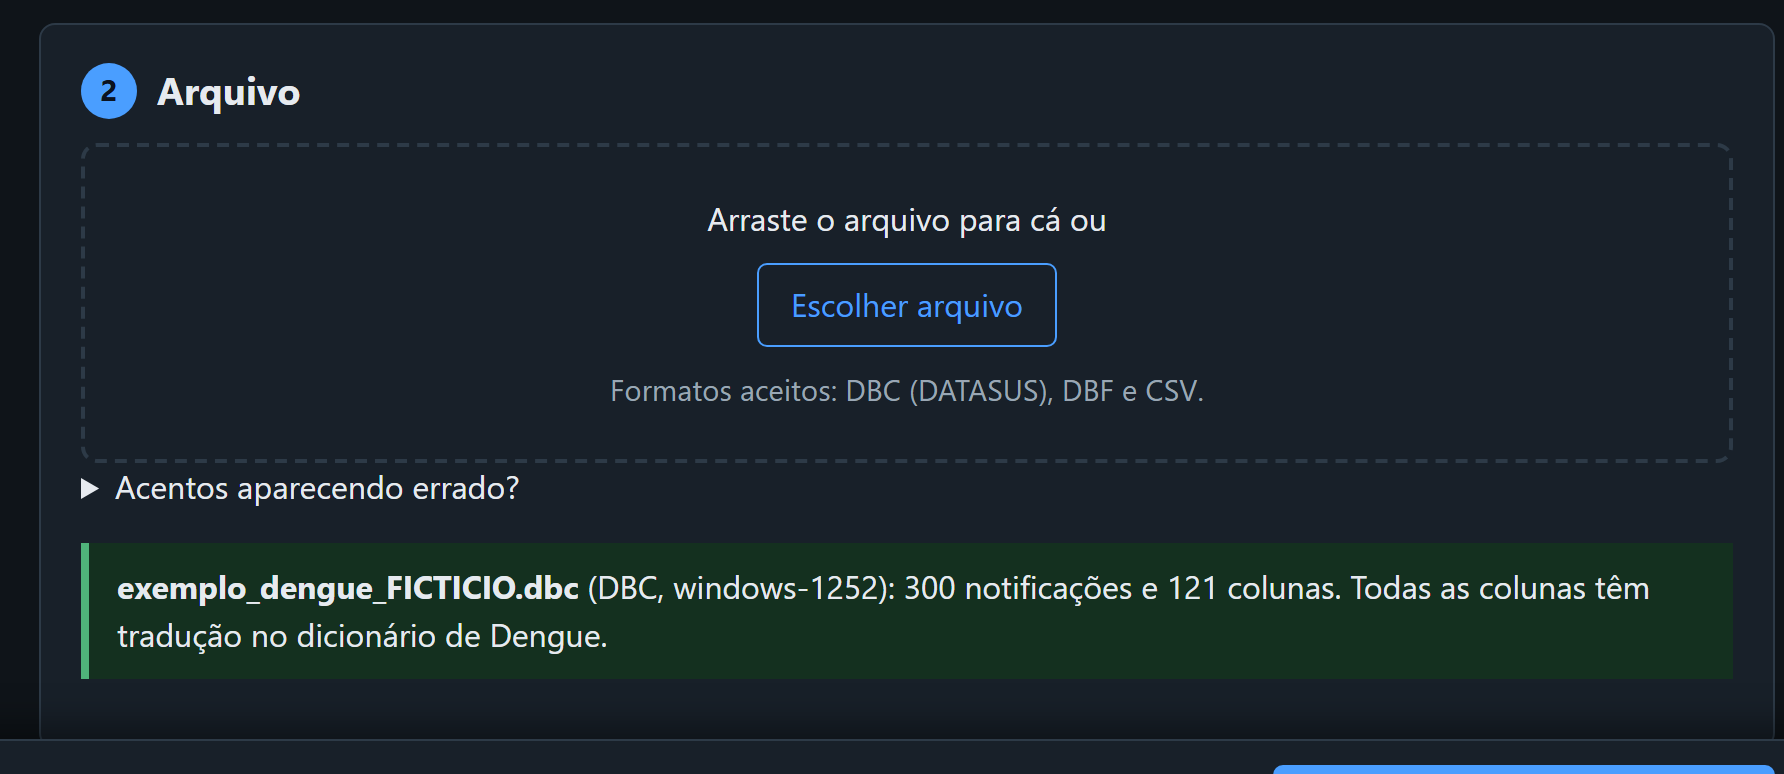 2 Arquivo
Arraste o arquivo para cá ou
Escolher arquivo
Formatos aceitos: DBC (DATASUS), DBF e CSV.
Acentos aparecendo errado?
exemplo_dengue_FICTICIO.dbc (DBC, windows-1252): 300 notificações e 121 colunas. Todas as colunas têm
tradução no dicionário de Dengue.